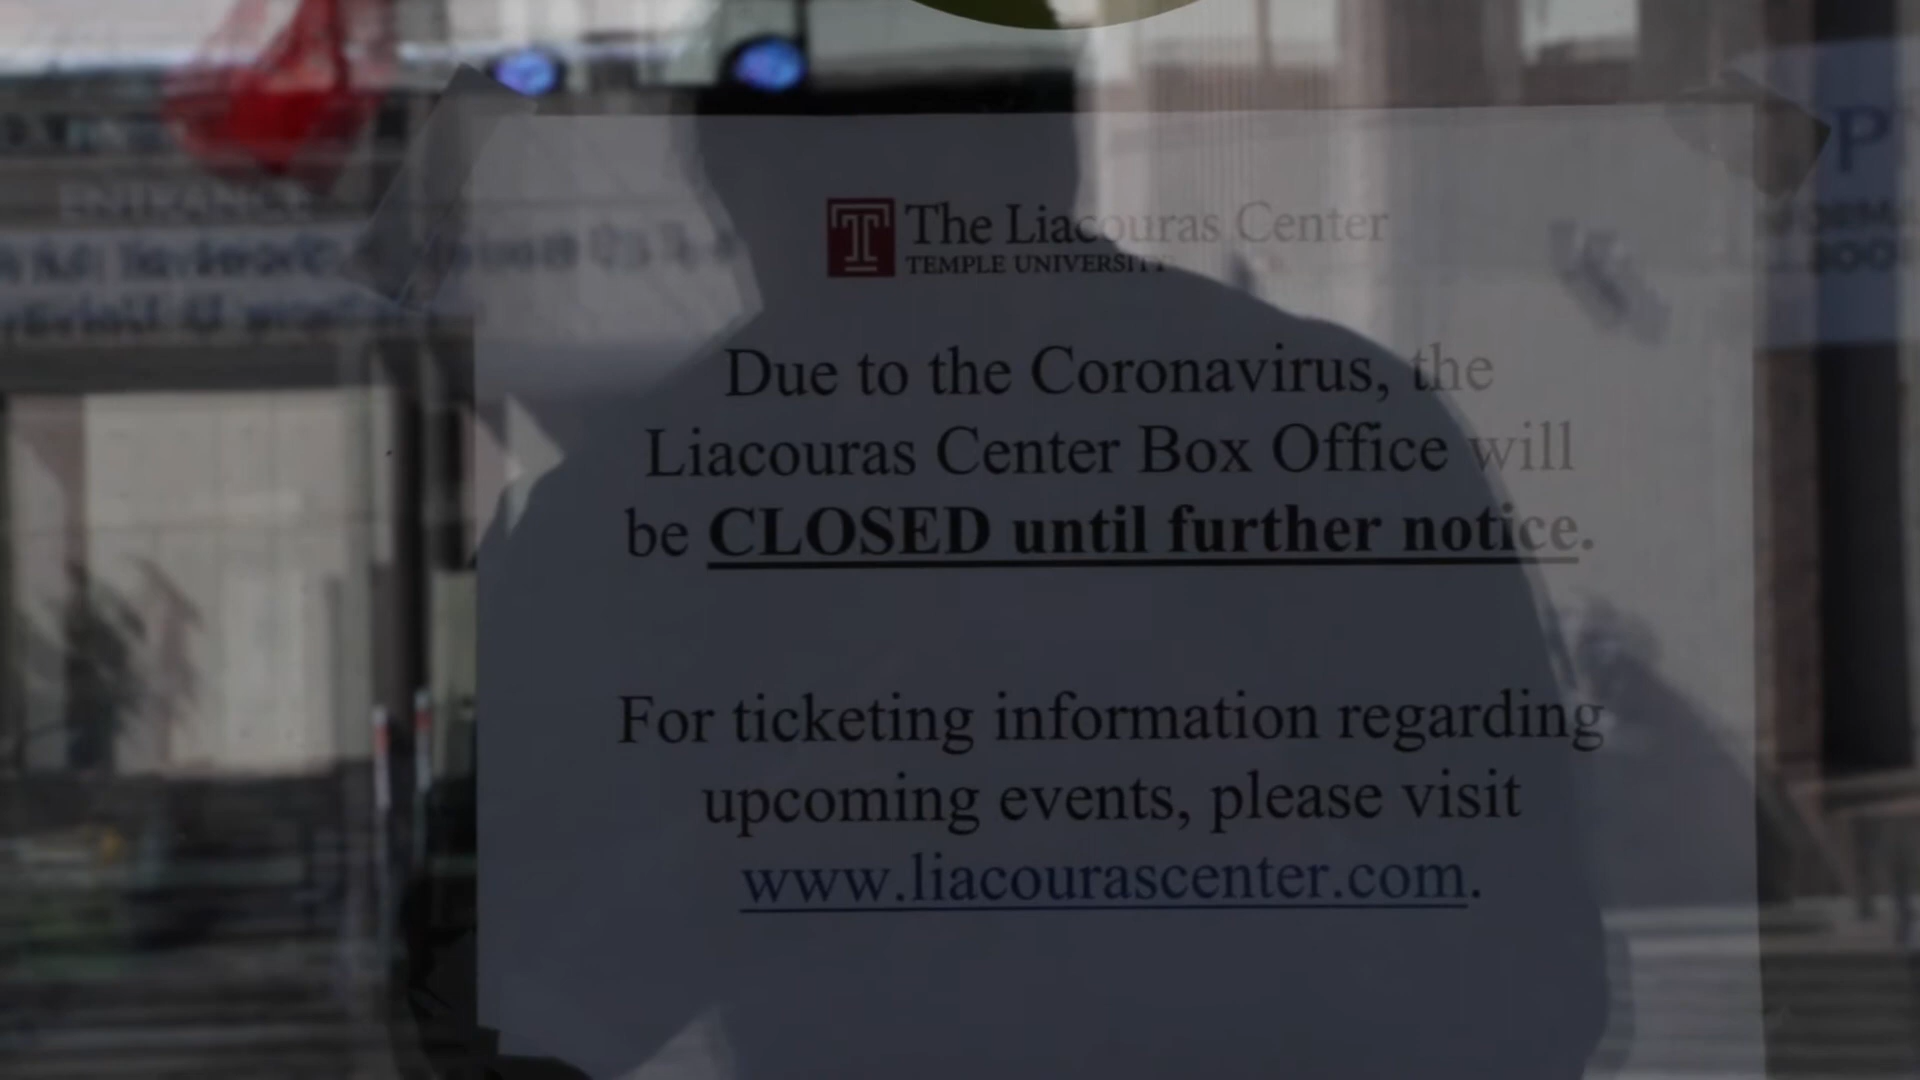 The Liacouras Center
TEMPLE UNIVERSITY
Due to the Coronavirus, the
Liacouras Center Box Office will
be CLOSED until further notice.
For ticketing information regarding
upcoming events, please visit
www.liacourascenter.com.
ENTRANCE
P